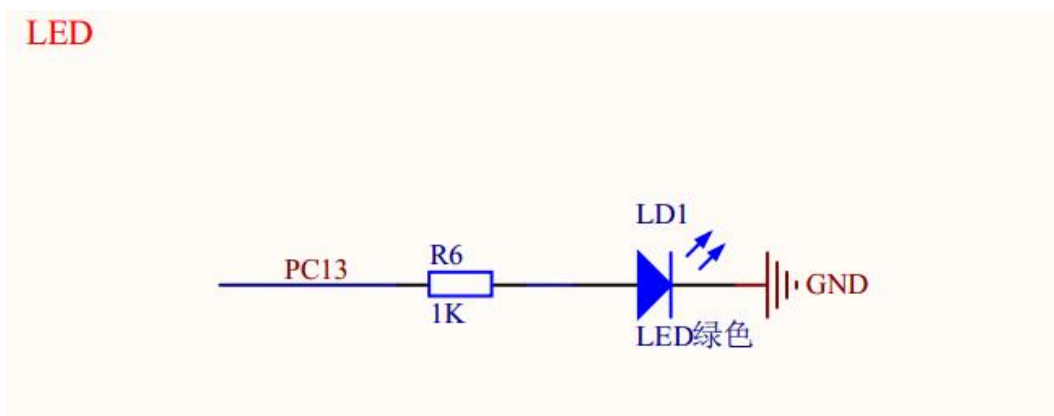 LED
LD1
R6
PC13
GND
1K
LED绿色